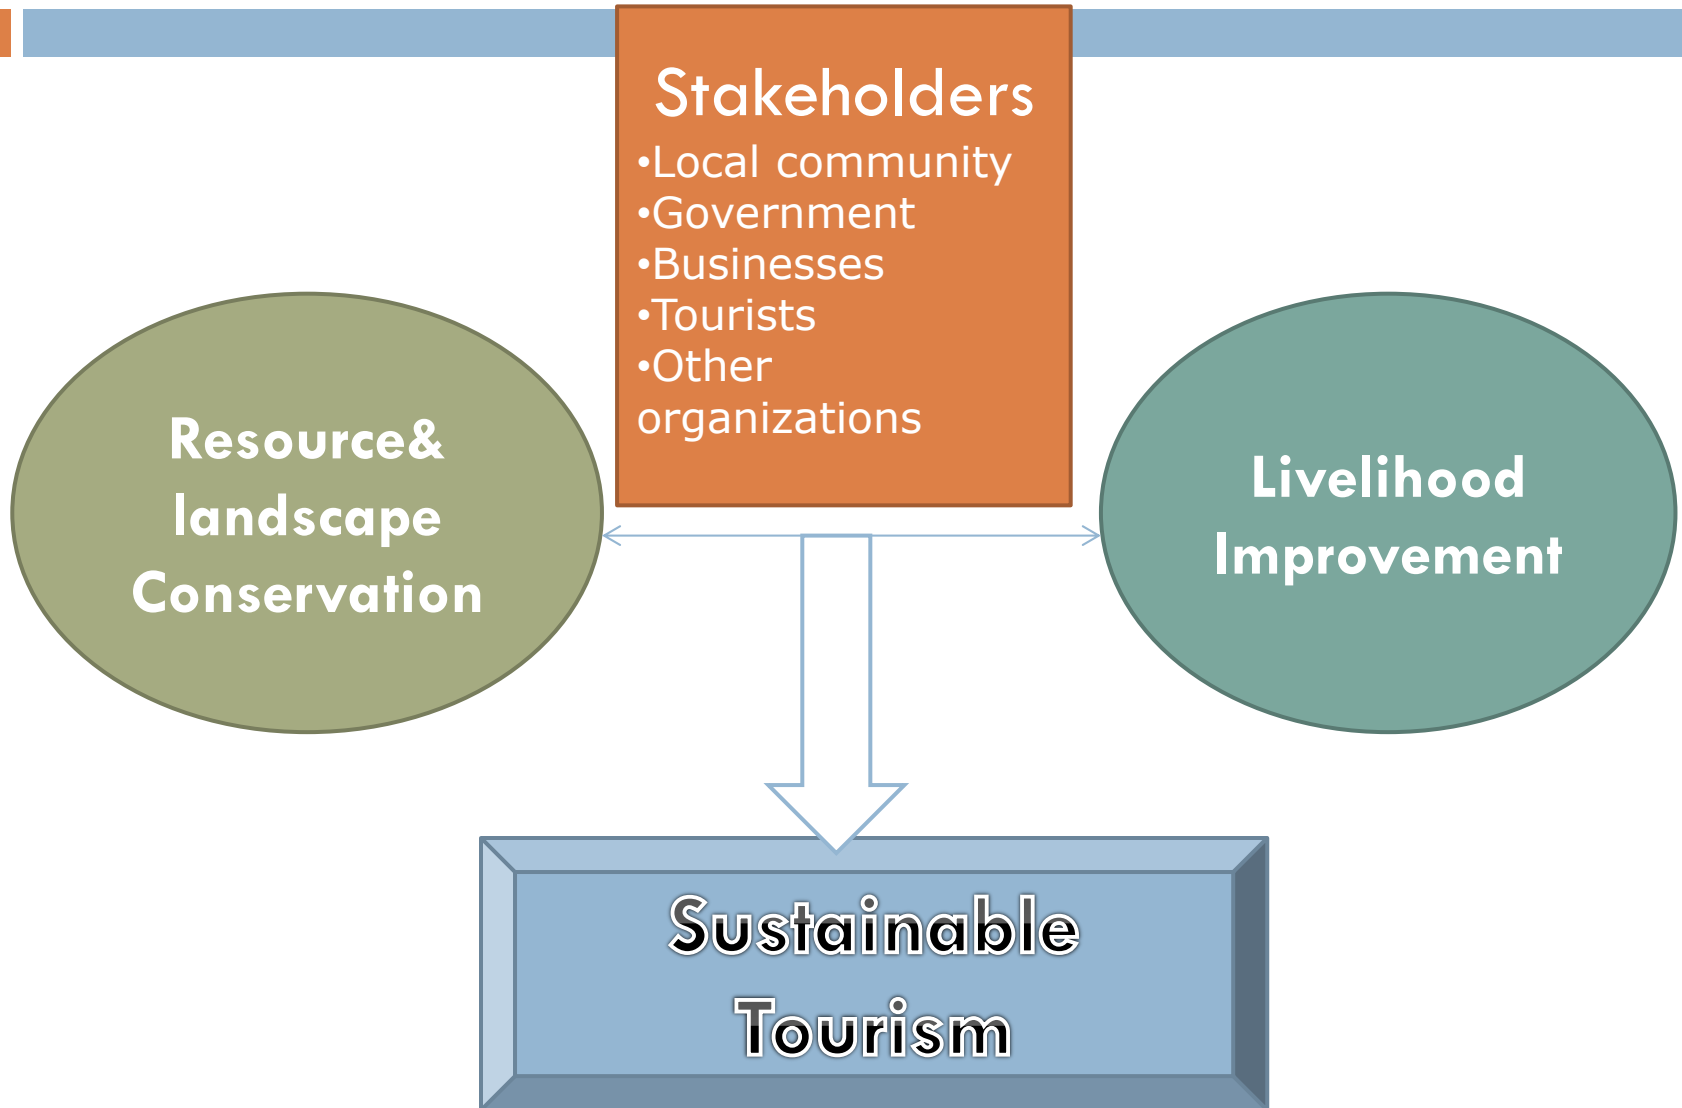 Stakeholders
•Local community
•Government
•Businesses
•Tourists
•Other
organizations
Resource&
landscape
Conservation
Livelihood
Improvement
Sustainable
Tourism